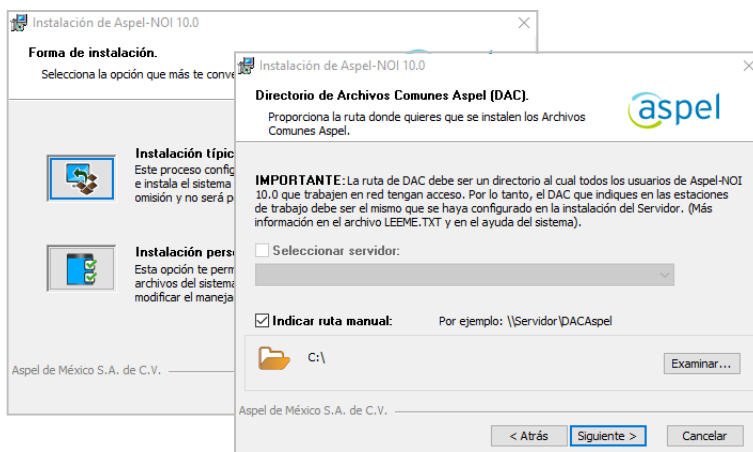 Instalación de Aspel-NOI 10.0
Forma de instalación.
Selecciona la opción que más te conve
Instalación típic
Este proceso config
e instala el sistema
omisión y no será p
Instalación pers
Esta opción te perm
archivos del sistema
modificar el maneja
Aspel de México S.A. de C.V.
Instalación de Aspel-NOI 10.0
Directorio de Archivos Comunes Aspel (DAC).
Proporciona la ruta donde quieres que se instalen los Archivos
Comunes Aspel.
aspel
IMPORTANTE: La ruta de DAC debe ser un directorio al cual todos los usuarios de Aspel-NOI
10.0 que trabajen en red tengan acceso. Por lo tanto, el DAC que indiques en las estaciones
de trabajo debe ser el mismo que se haya configurado en la instalación del Servidor. (Más
información en el archivo LEEME.TXT y en el ayuda del sistema).
Seleccionar servidor:
Indicar ruta manual: Por ejemplo: \\Servidor\DACAspel
C:\
Examinar...
Aspel de México S.A. de C.V.
< Atrás Siguiente > Cancelar